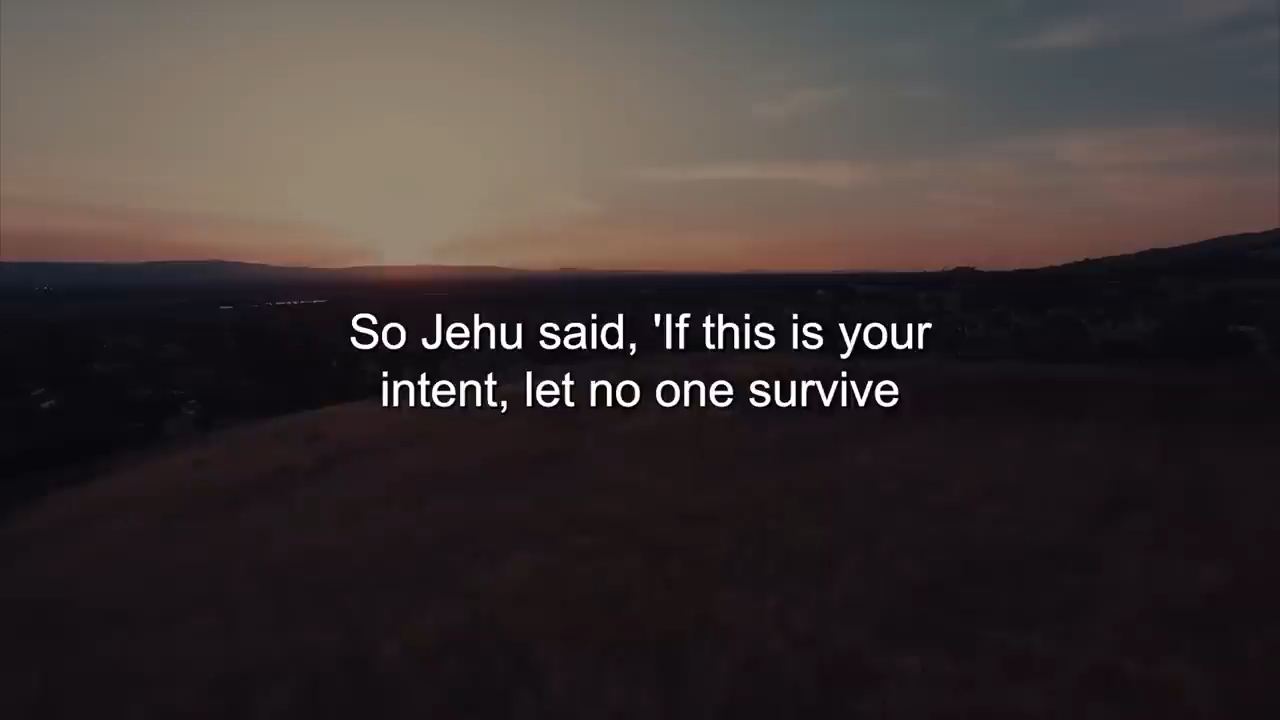 So Jehu said, 'If this is your
intent, let no one survive